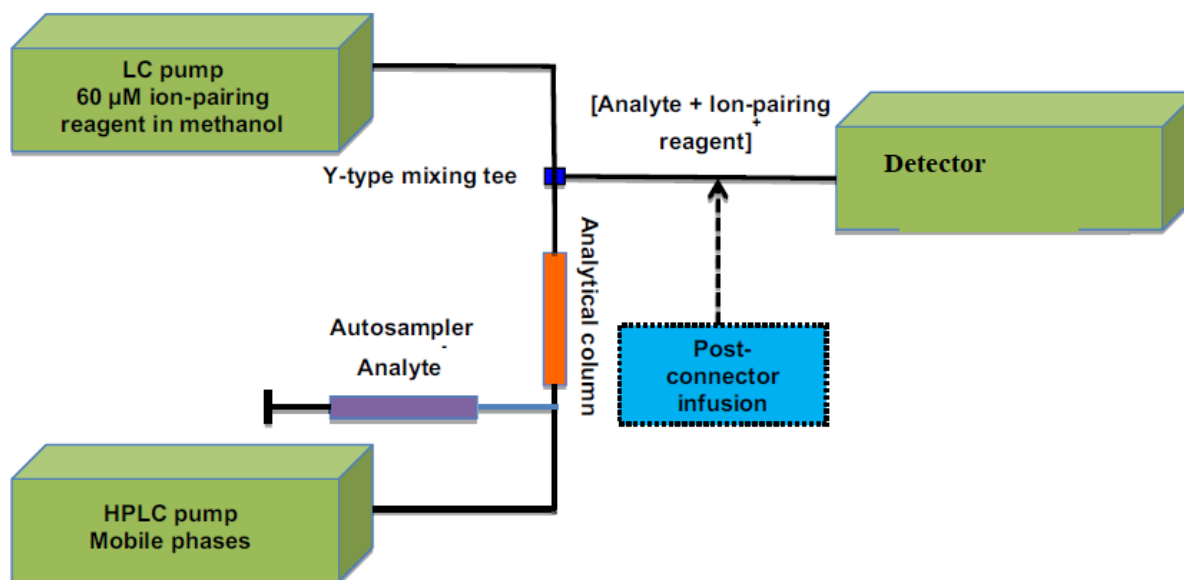 LC pump
60 µM ion-pairing
reagent in methanol
[Analyte + Ion-pairing
reagent]+
Detector
Y-type mixing tee
Analytical column
Autosampler
Analyte-
Post-
connector
infusion
HPLC pump
Mobile phases